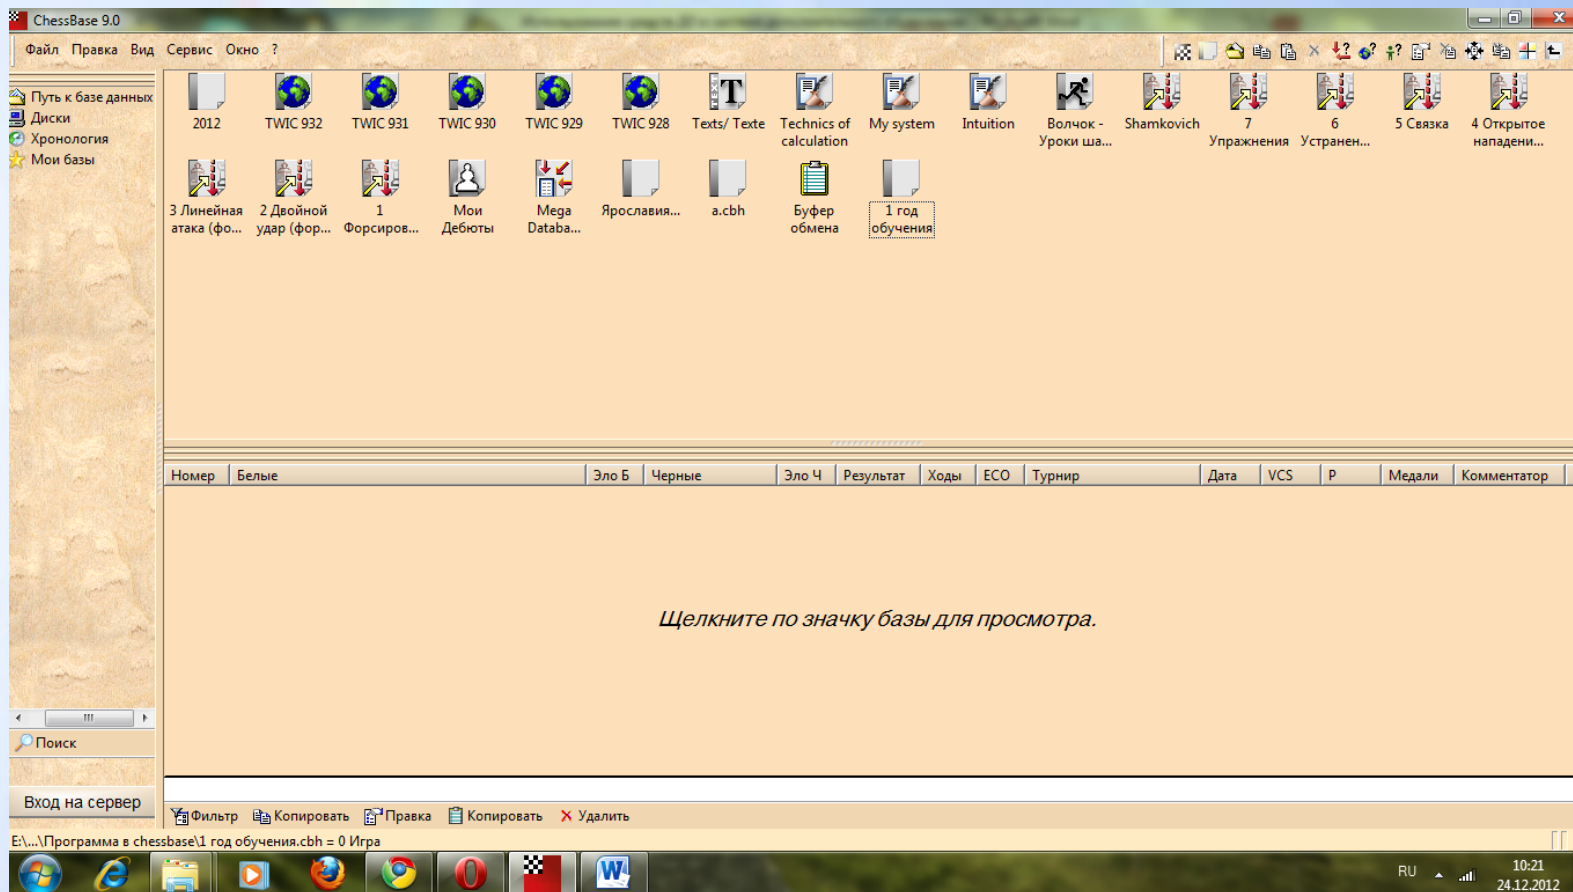 ChessBase 9.0
Файл Правка Вид Сервис Окно ?
Путь к базе данных
Диски
Хронология
Мои базы
2012 TWIC 932 TWIC 931 TWIC 930 TWIC 929 TWIC 928 Texts/ Texte Technics of calculation My system Intuition Волчок - Уроки ша... Shamkovich 7 Упражнения 6 Устранен... 5 Связка 4 Открытое нападени...
3 Линейная атака (фо... 2 Двойной удар (фор... 1 Форсиров... Мои Дебюты Mega Databa... Ярославия... a.cbh Буфер обмена 1 год обучения
Номер Белые Эло Б Черные Эло Ч Результат Ходы ECO Турнир Дата VCS Р Медали Комментатор
Щелкните по значку базы для просмотра.
Поиск
Вход на сервер
Фильтр Копировать Правка Копировать Удалить
E:\...\Программа в chessbase\1 год обучения.cbh = 0 Игра
RU 10:21
24.12.2012